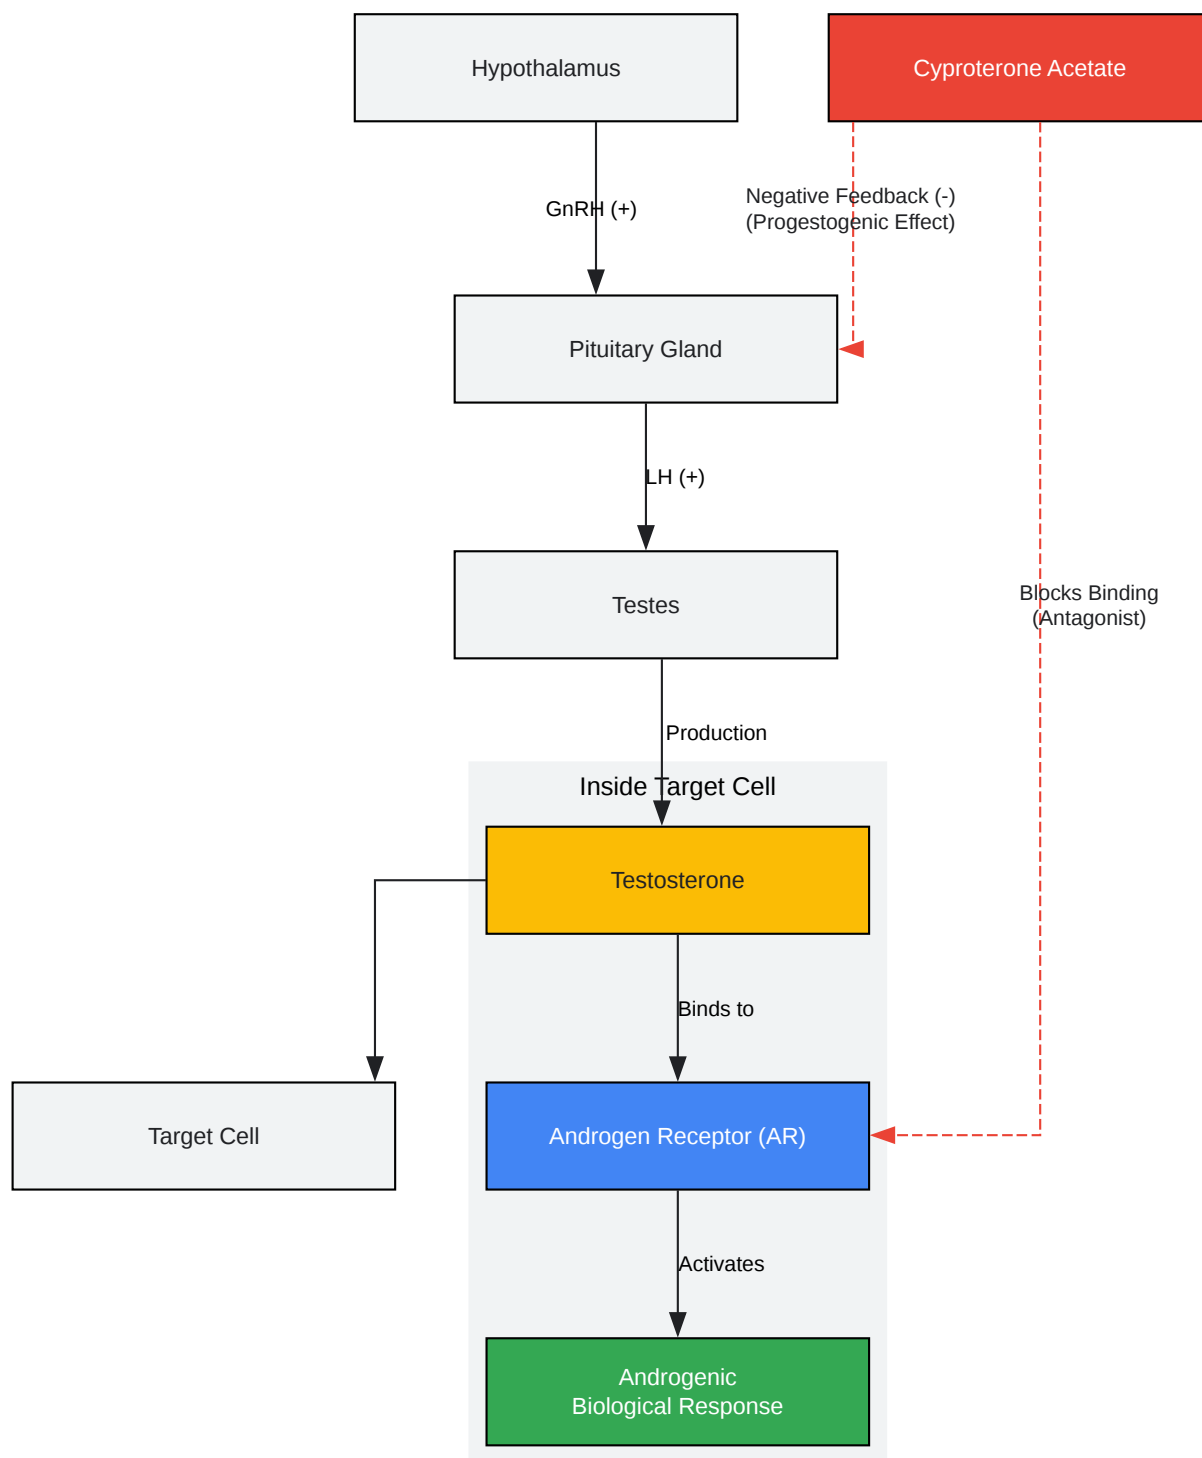 Hypothalamus
Cyproterone Acetate
Negative Feedback (-)
(Progestogenic Effect)
GnRH (+)
Pituitary Gland
LH (+)
Blocks Binding
(Antagonist)
Testes
Production
Inside Target Cell
Testosterone
Binds to
Target Cell
Androgen Receptor (AR)
Activates
Androgenic
Biological Response